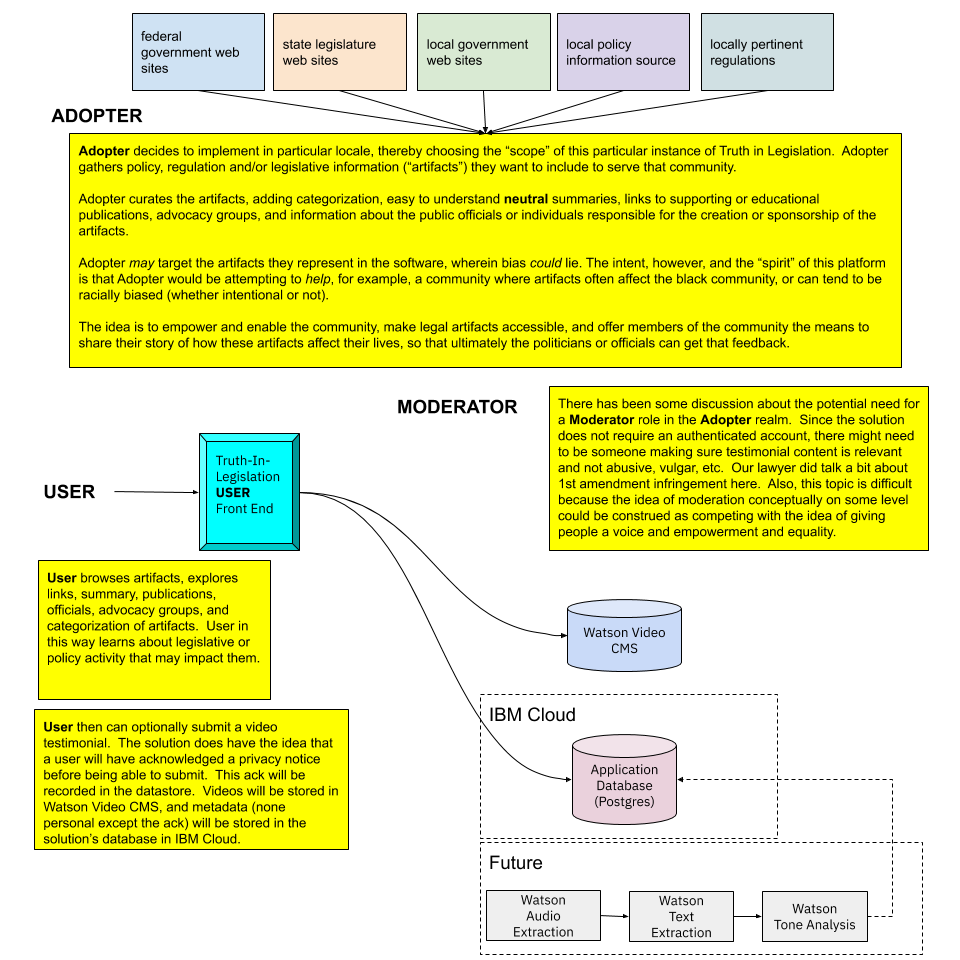 federal
government web
sites
state legislature
web sites
local government
web sites
local policy
information source
locally pertinent
regulations
ADOPTER
Adopter decides to implement in particular locale, thereby choosing the “scope” of this particular instance of Truth in Legislation.  Adopter
gathers policy, regulation and/or legislative information (“artifacts”) they want to include to serve that community.
Adopter curates the artifacts, adding categorization, easy to understand neutral summaries, links to supporting or educational
publications, advocacy groups, and information about the public officials or individuals responsible for the creation or sponsorship of the
artifacts.
Adopter may target the artifacts they represent in the software, wherein bias could lie. The intent, however, and the “spirit” of this platform
is that Adopter would be attempting to help, for example, a community where artifacts often affect the black community, or can tend to be
racially biased (whether intentional or not).
The idea is to empower and enable the community, make legal artifacts accessible, and offer members of the community the means to
share their story of how these artifacts affect their lives, so that ultimately the politicians or officials can get that feedback.
MODERATOR
There has been some discussion about the potential need for
a Moderator role in the Adopter realm.  Since the solution
does not require an authenticated account, there might need
to be someone making sure testimonial content is relevant
and not abusive, vulgar, etc.  Our lawyer did talk a bit about
1st amendment infringement here.  Also, this topic is difficult
because the idea of moderation conceptually on some level
could be construed as competing with the idea of giving
people a voice and empowerment and equality.
USER
Truth-In-
Legislation
USER
Front End
User browses artifacts, explores
links, summary, publications,
officials, advocacy groups, and
categorization of artifacts.  User in
this way learns about legislative or
policy activity that may impact them.
User then can optionally submit a video
testimonial.  The solution does have the idea that
a user will have acknowledged a privacy notice
before being able to submit.  This ack will be
recorded in the datastore.  Videos will be stored in
Watson Video CMS, and metadata (none
personal except the ack) will be stored in the
solution’s database in IBM Cloud.
Watson Video
CMS
IBM Cloud
Application
Database
(Postgres)
Future
Watson
Audio
Extraction
Watson
Text
Extraction
Watson
Tone Analysis